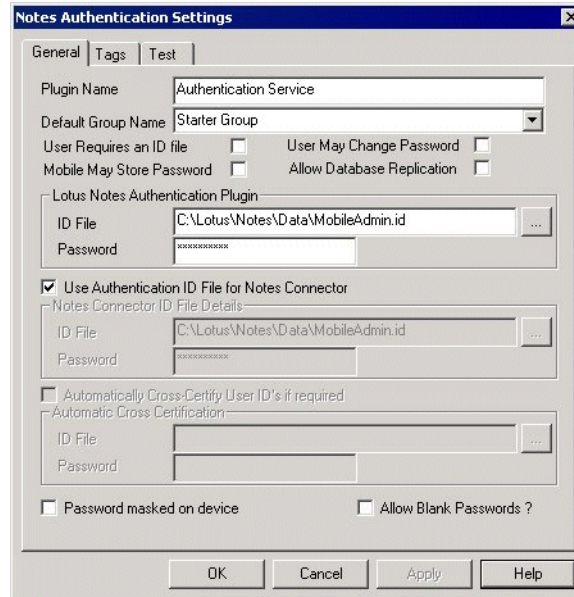 Notes Authentication Settings
General Tags Test
Plugin Name Authentication Service
Default Group Name Starter Group
User Requires an ID file User May Change Password
Mobile May Store Password Allow Database Replication
Lotus Notes Authentication Plugin
ID File C:\Lotus\Notes\Data\MobileAdmin.id ...
Password xxxxxxxxxx
Use Authentication ID File for Notes Connector
Notes Connector ID File Details
ID File C:\Lotus\Notes\Data\MobileAdmin.id ...
Password xxxxxxxxxx
Automatically Cross-Certify User ID's if required
Automatic Cross Certification
ID File ...
Password
Password masked on device Allow Blank Passwords ?
OK Cancel Apply Help